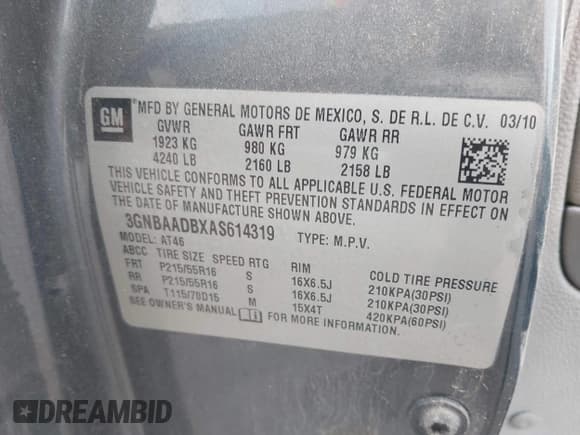 GM
MFD BY GENERAL MOTORS DE MEXICO, S. DE R.L. DE C.V. 03/10
GVWR GAWR FRT GAWR RR
1923 KG 980 KG 979 KG
4240 LB 2160 LB 2158 LB
THIS VEHICLE CONFORMS TO ALL APPLICABLE U.S. FEDERAL MOTOR
VEHICLE SAFETY AND THEFT PREVENTION STANDARDS IN EFFECT ON
THE DATE OF MANUFACTURE SHOWN ABOVE.
3GNBAADBXAS614319 TYPE: M.P.V.
MODEL: AT46
ABCC TIRE SIZE SPEED RTG RIM COLD TIRE PRESSURE
FRT P215/55R16 S 16X6.5J 210KPA(30PSI)
RR P215/55R16 S 16X6.5J 210KPA(30PSI)
SPA T115/70D15 M 15X4T 420KPA(60PSI)
SEE OWNER'S MANUAL FOR MORE INFORMATION.
DREAMBID